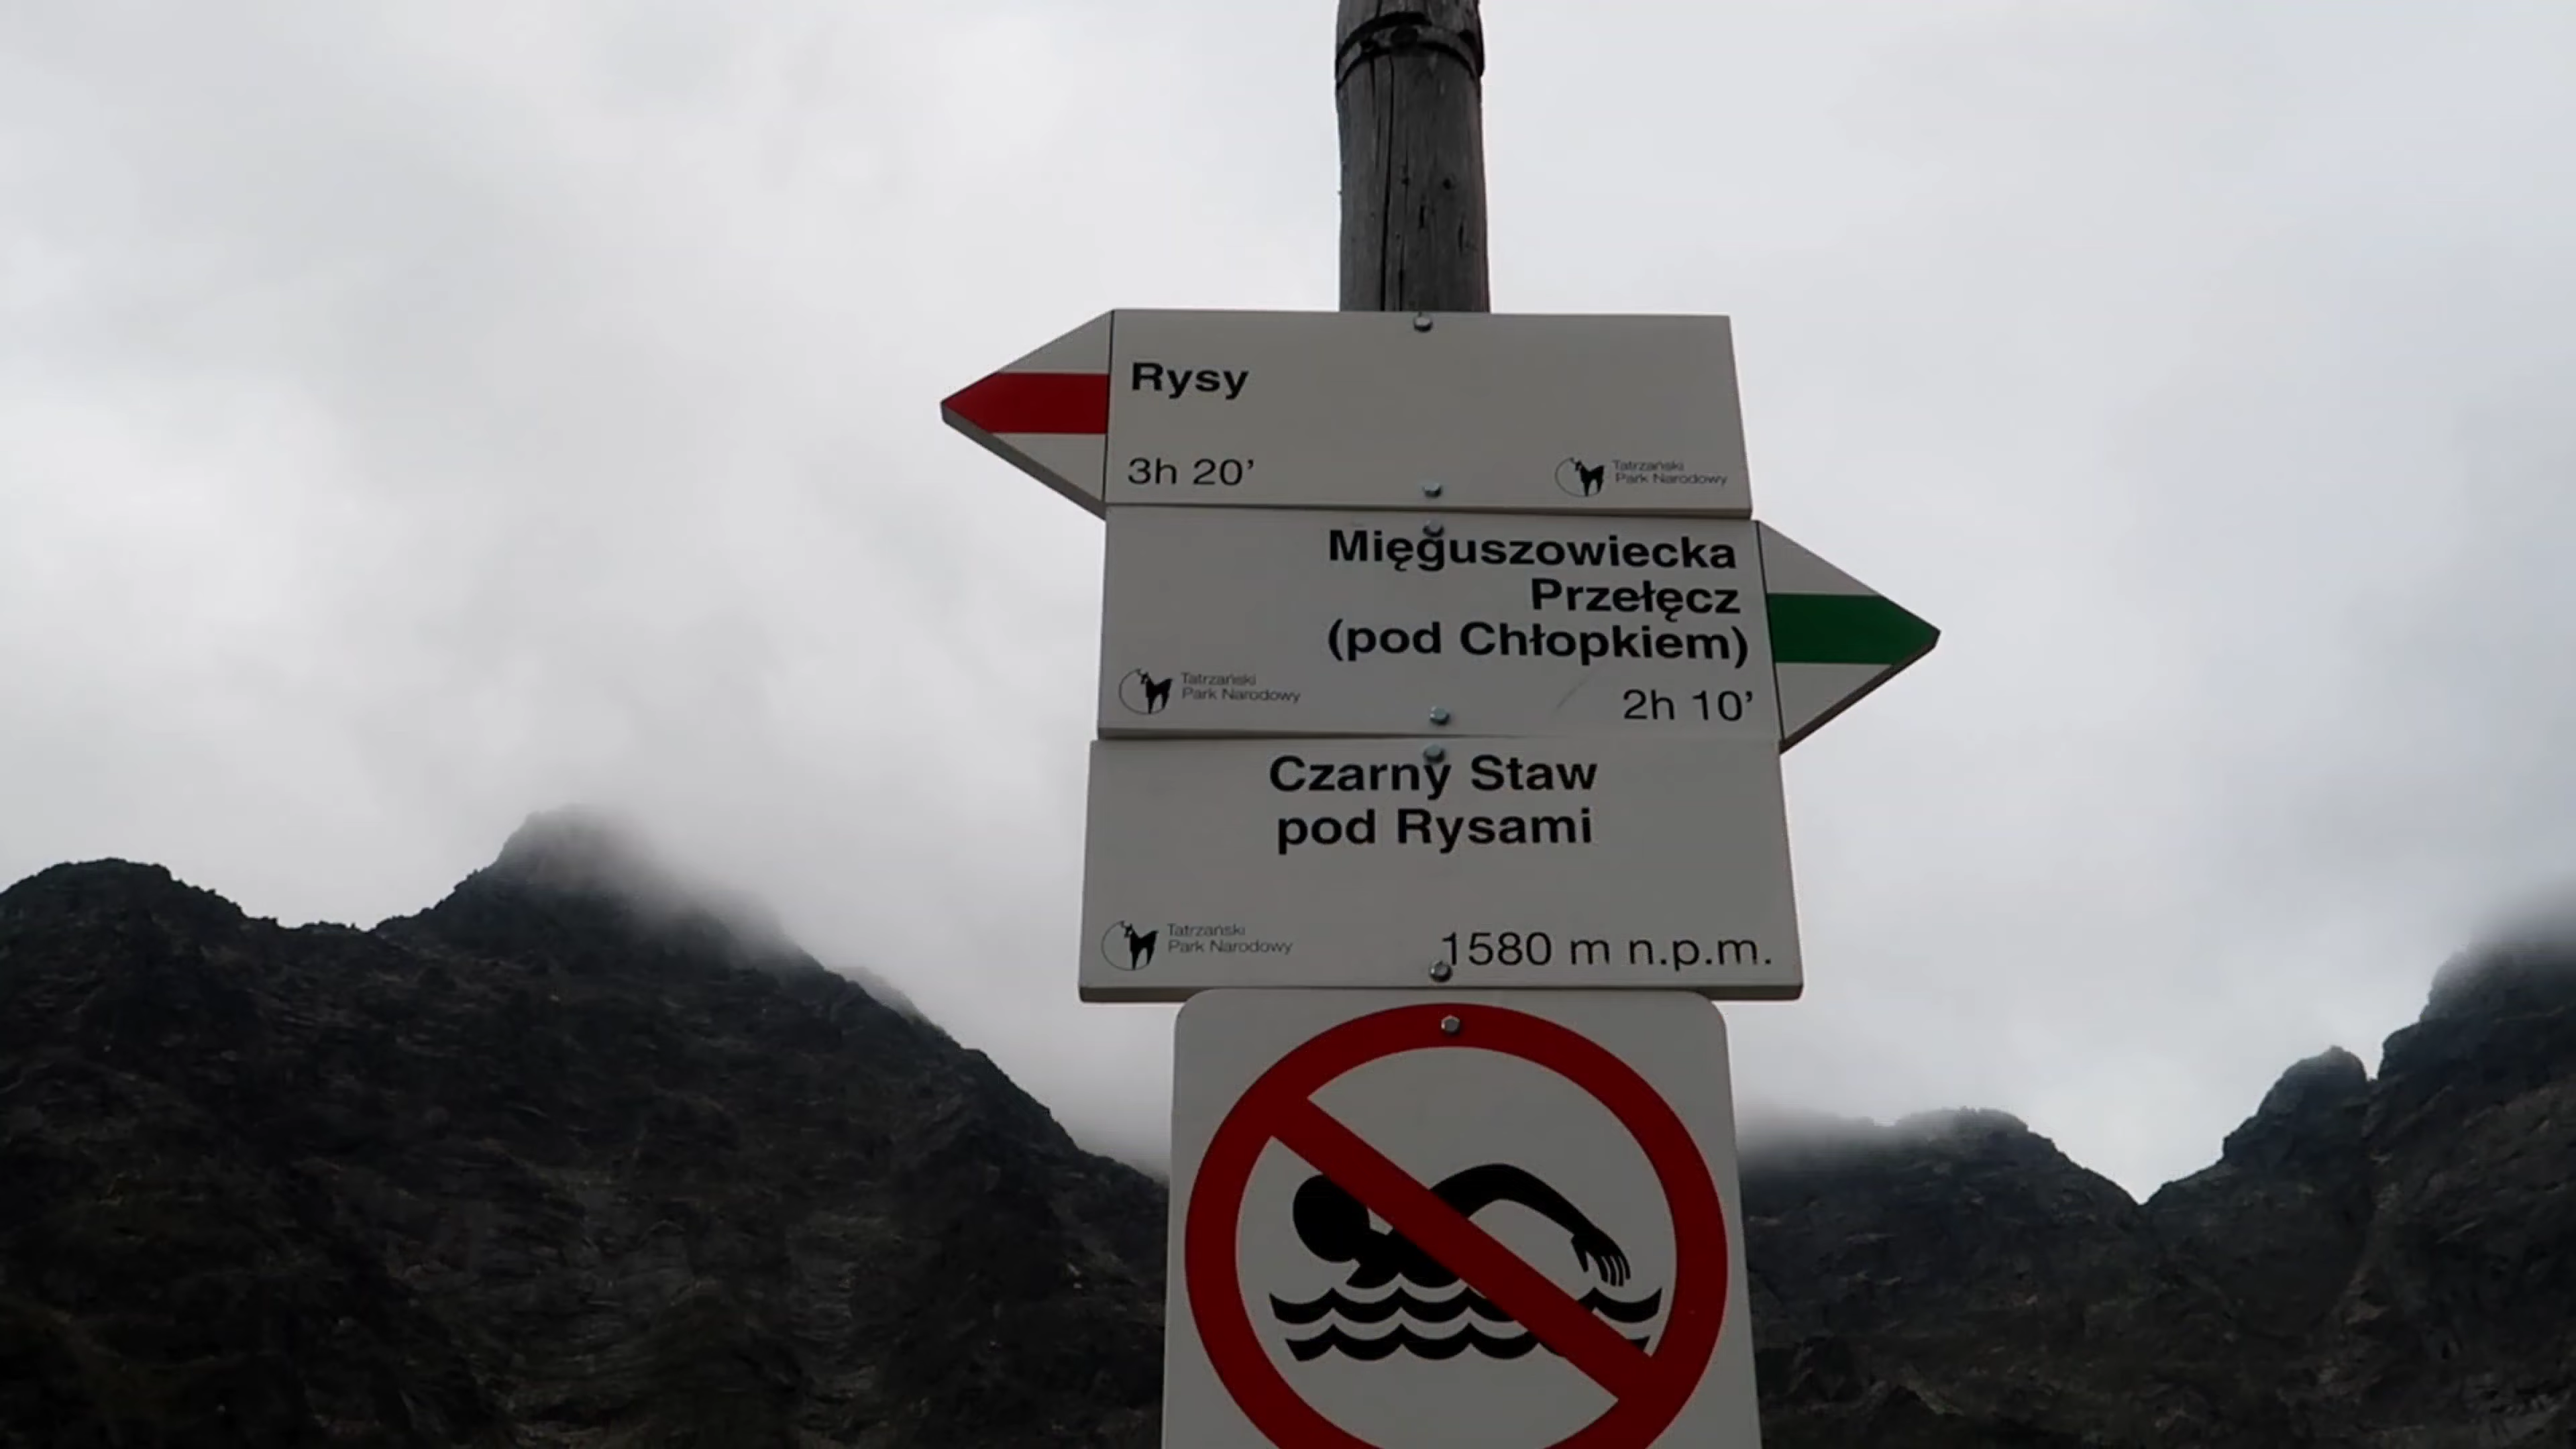 Rysy
3h 20’
Tatrzański
Park Narodowy
Mięguszowiecka
Przełęcz
(pod Chłopkiem)
Tatrzański
Park Narodowy
2h 10’
Czarny Staw
pod Rysami
Tatrzański
Park Narodowy
1580 m n.p.m.